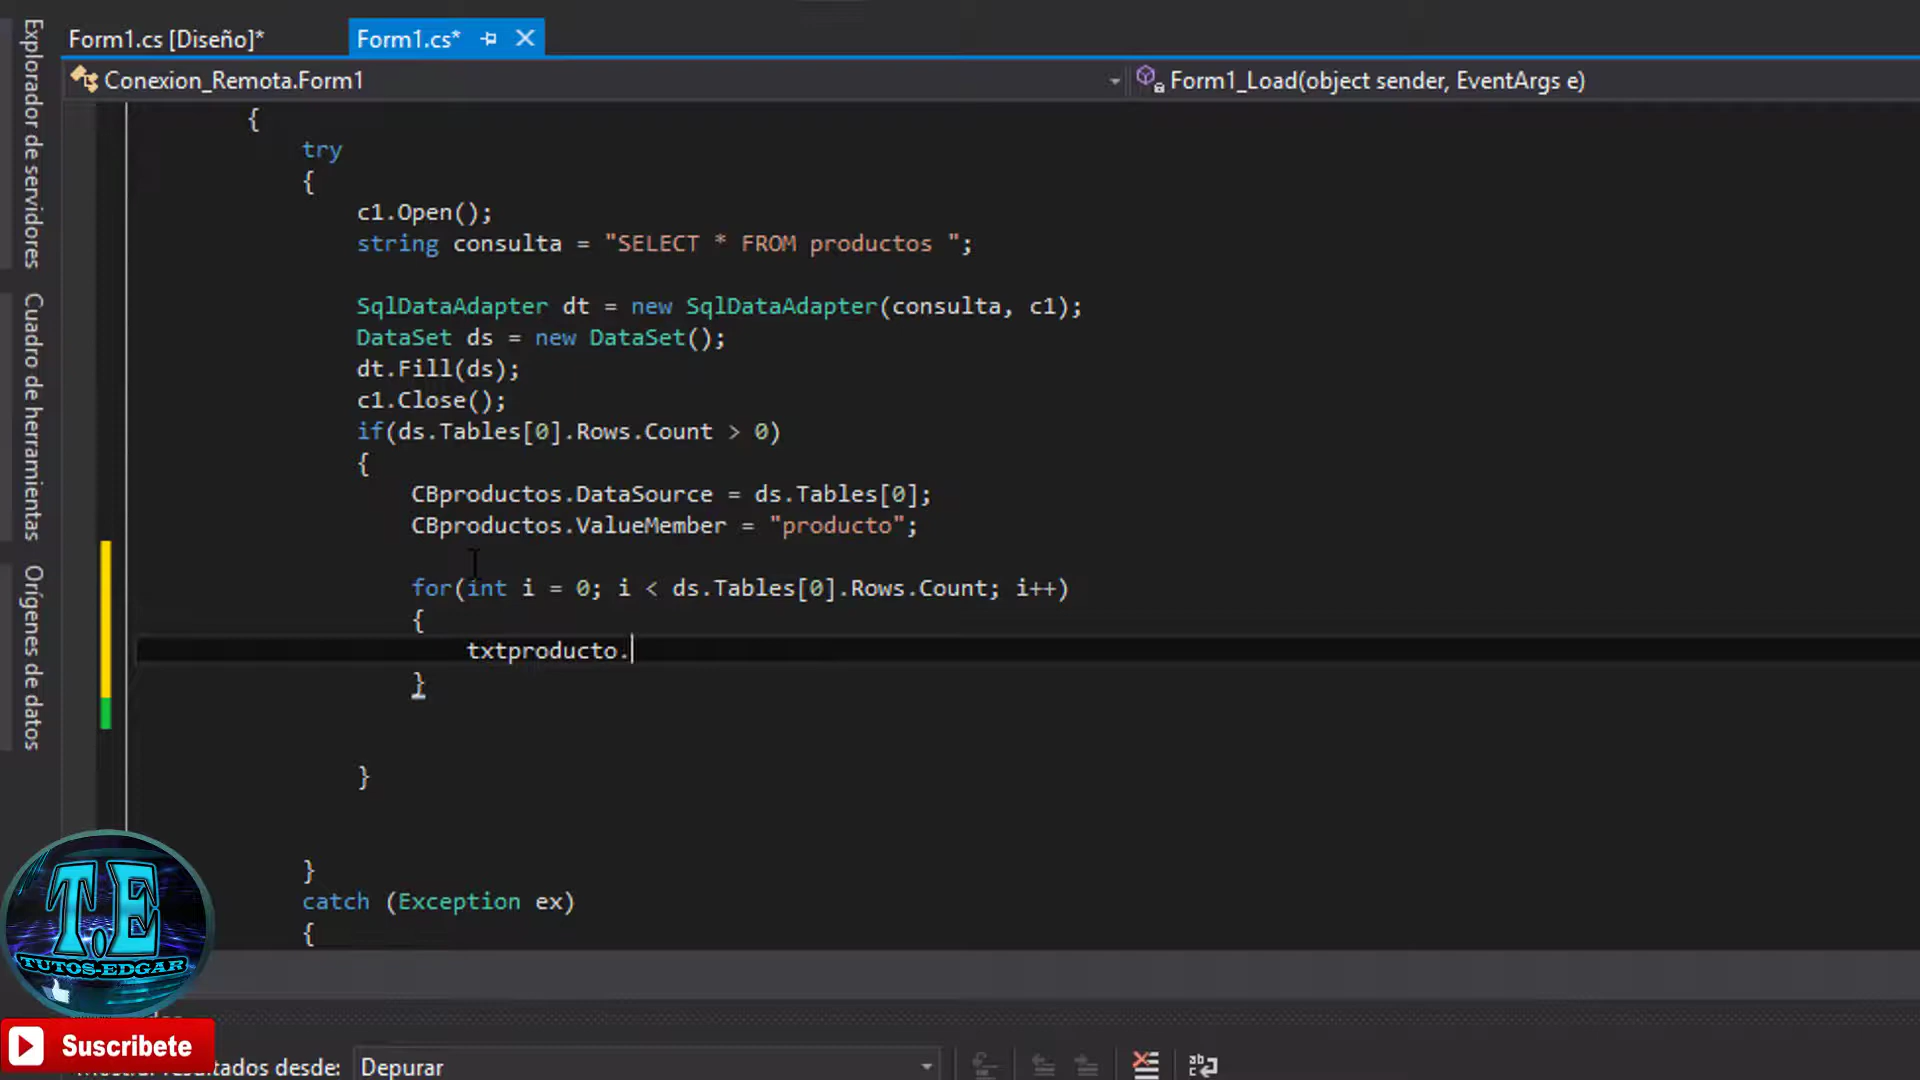 Form1.cs [Diseño]*
Form1.cs*
Conexion_Remota.Form1
Form1_Load(object sender, EventArgs e)
Explorador de servidores
Cuadro de herramientas
Orígenes de datos
{
try
{
c1.Open();
string consulta = "SELECT * FROM productos ";
SqlDataAdapter dt = new SqlDataAdapter(consulta, c1);
DataSet ds = new DataSet();
dt.Fill(ds);
c1.Close();
if(ds.Tables[0].Rows.Count > 0)
{
CBproductos.DataSource = ds.Tables[0];
CBproductos.ValueMember = "producto";
for(int i = 0; i < ds.Tables[0].Rows.Count; i++)
{
txtproducto.
}
}
}
catch (Exception ex)
{
T.E
TUTOS-EDGAR
Suscribete
desde:
Depurar